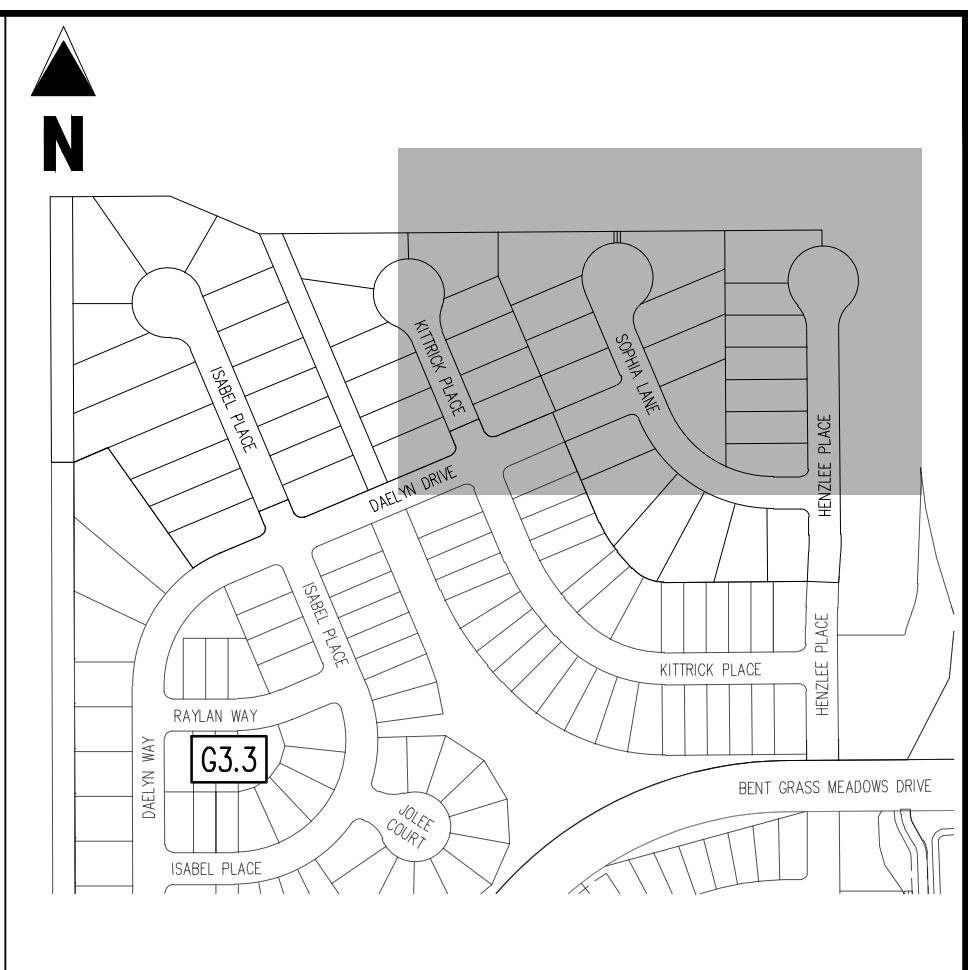 N
ISABEL PLACE
KITTRICK PLACE
SOPHIA LANE
HENZLEE PLACE
DAELYN DRIVE
ISABEL PLACE
KITTRICK PLACE
HENZLEE PLACE
RAYLAN WAY
DAELYN WAY
G3.3
BENT GRASS MEADOWS DRIVE
JOLEE
COURT
ISABEL PLACE